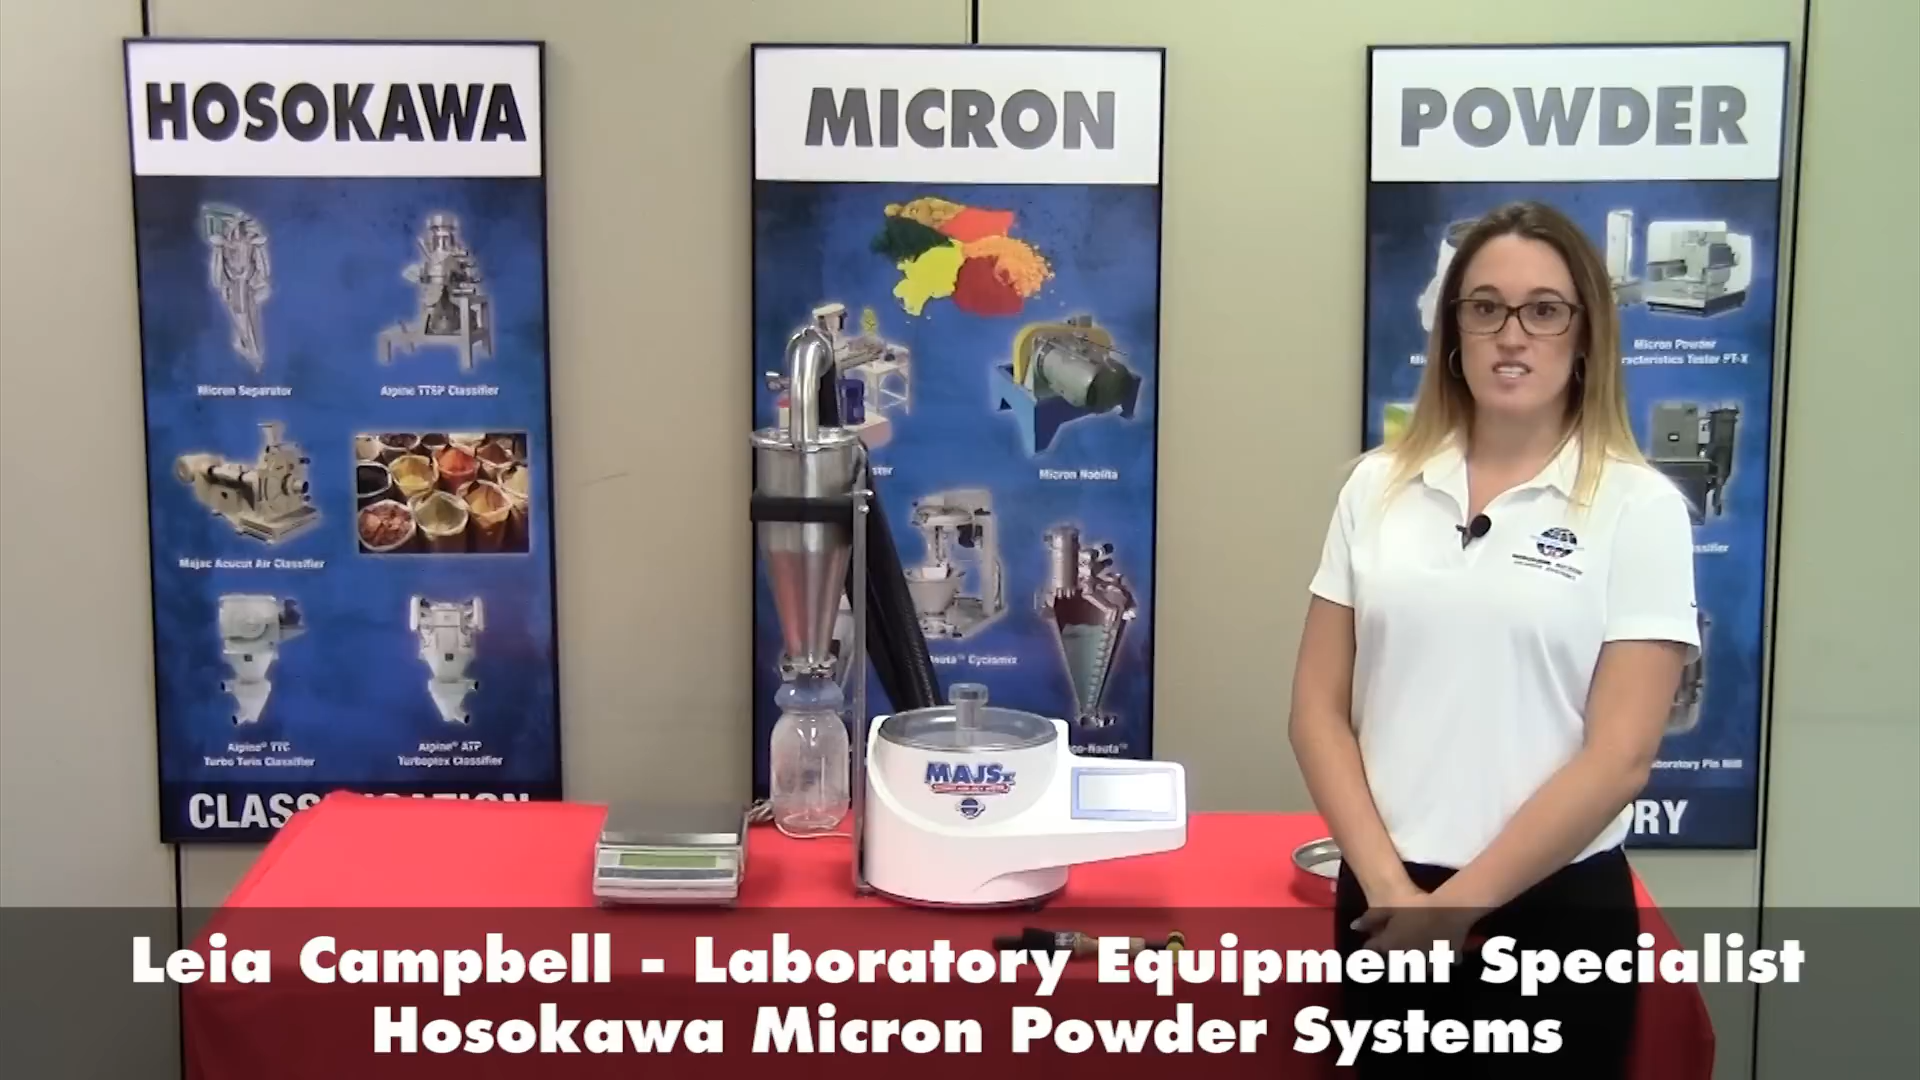 HOSOKAWA
MICRON
POWDER
Micron Separator
Alpine TTSP Classifier
Majac Acucut Air Classifier
Alpine® TTC
Turbo Twin Classifier
Alpine® ATP
Turboplex Classifier
Micron Nobilta
Micron Powder
Characteristics Tester PT-X
Laboratory Pin Mill
MAJSx
Leia Campbell - Laboratory Equipment Specialist
Hosokawa Micron Powder Systems